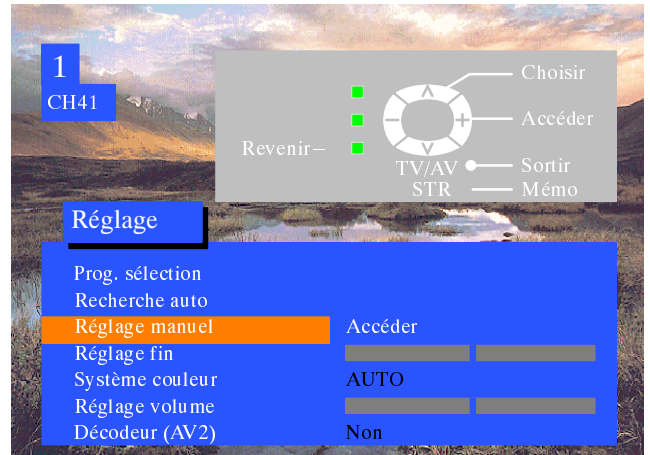 1
CH41
Choisir
Accéder
Revenir
TV/AV
Sortir
STR
Mémo
Réglage
Prog. sélection
Recherche auto
Réglage manuel Accéder
Réglage fin
Système couleur AUTO
Réglage volume
Décodeur (AV2) Non